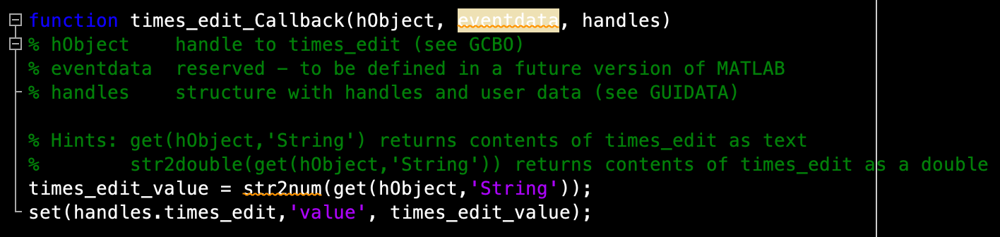 function times_edit_Callback(hObject, eventdata, handles)
% hObject    handle to times_edit (see GCBO)
% eventdata  reserved - to be defined in a future version of MATLAB
% handles    structure with handles and user data (see GUIDATA)
% Hints: get(hObject,'String') returns contents of times_edit as text
%        str2double(get(hObject,'String')) returns contents of times_edit as a double
times_edit_value = str2num(get(hObject,'String'));
set(handles.times_edit,'value', times_edit_value);